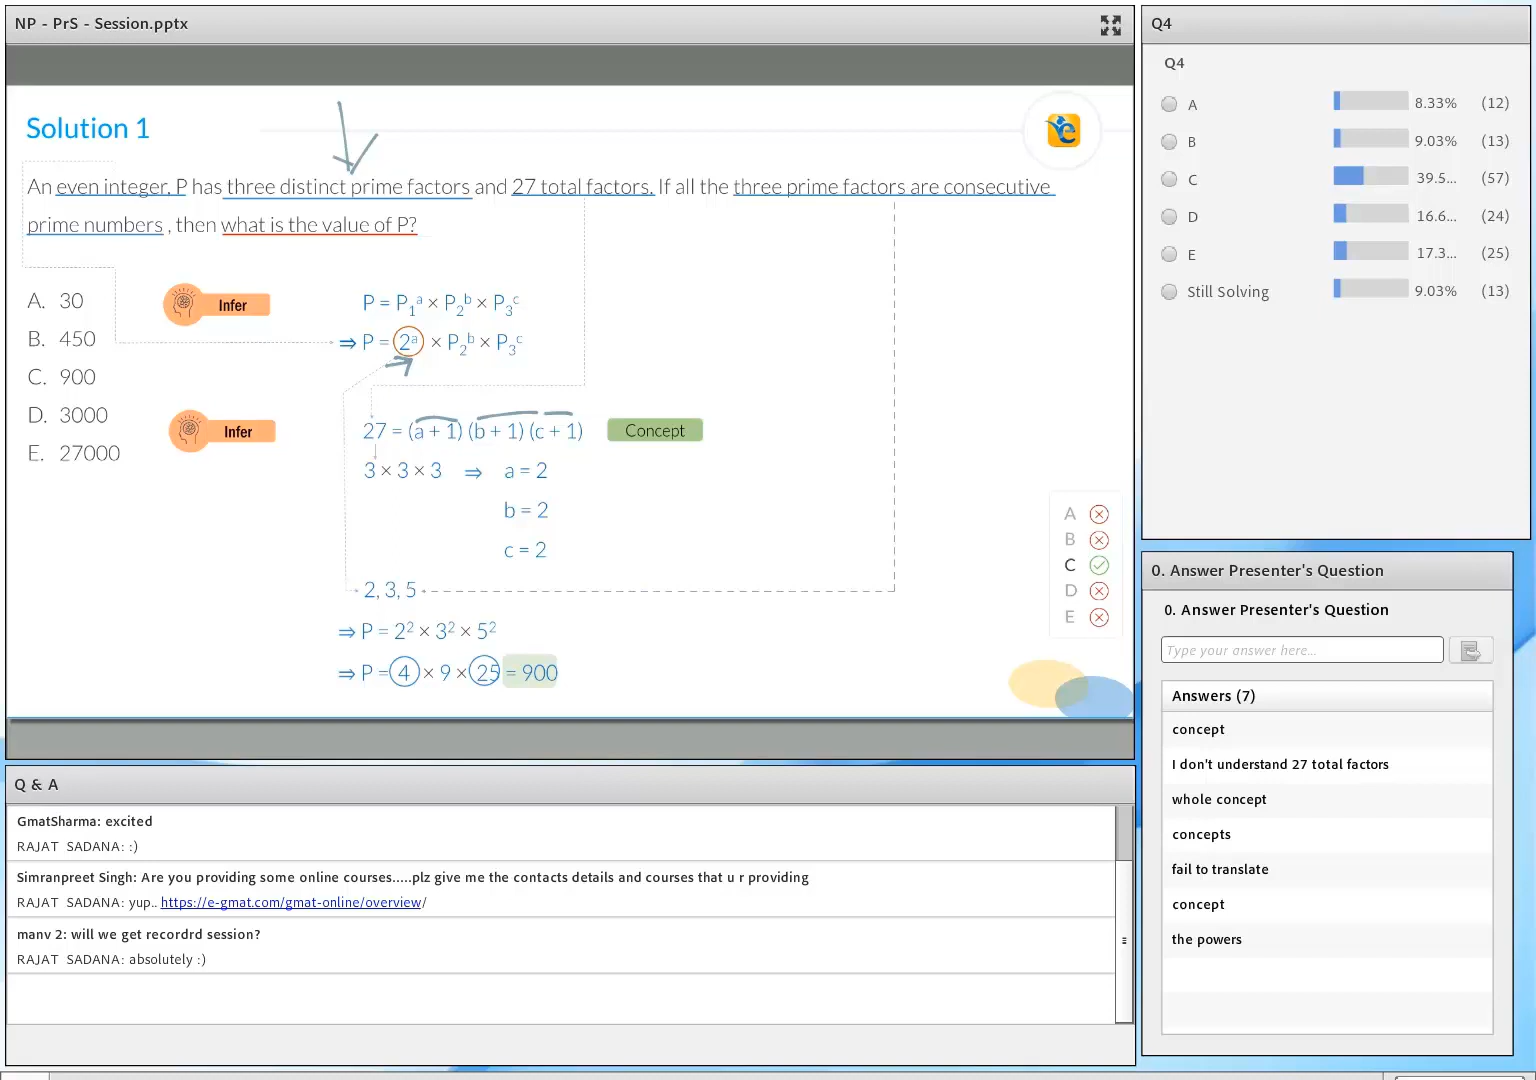 NP - PrS - Session.pptx
Solution 1
An even integer, P has three distinct prime factors and 27 total factors. If all the three prime factors are consecutive
prime numbers , then what is the value of P?
A. 30
B. 450
C. 900
D. 3000
E. 27000
Infer
P = P₁ᵃ × P₂ᵇ × P₃ᶜ
⇒ P = 2ᵃ × P₂ᵇ × P₃ᶜ
Infer
27 = (a + 1) (b + 1) (c + 1)
Concept
3 × 3 × 3 ⇒ a = 2
b = 2
c = 2
2, 3, 5
⇒ P = 2² × 3² × 5²
⇒ P = 4 × 9 × 25 = 900
A
B
C
D
E
Q4
Q4
A 8.33% (12)
B 9.03% (13)
C 39.5... (57)
D 16.6... (24)
E 17.3... (25)
Still Solving 9.03% (13)
0. Answer Presenter's Question
0. Answer Presenter's Question
Type your answer here...
Answers (7)
concept
I don't understand 27 total factors
whole concept
concepts
fail to translate
concept
the powers
Q & A
GmatSharma: excited
RAJAT SADANA: :)
Simranpreet Singh: Are you providing some online courses.....plz give me the contacts details and courses that u r providing
RAJAT SADANA: yup.. https://e-gmat.com/gmat-online/overview/
manv 2: will we get recordrd session?
RAJAT SADANA: absolutely :)